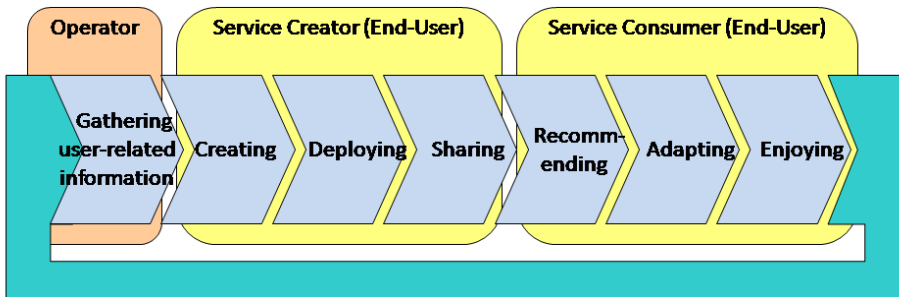 Operator
Service Creator (End-User)
Service Consumer (End-User)
Gathering
user-related
information
Creating
Deploying
Sharing
Recomm-
ending
Adapting
Enjoying